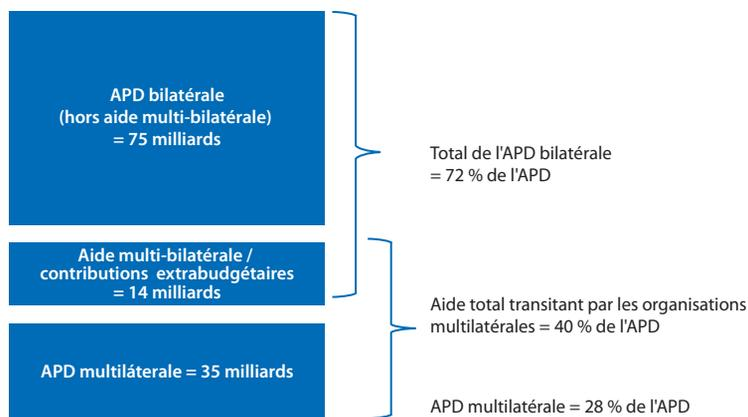 APD bilatérale
(hors aide multi-bilatérale)
= 75 milliards
Total de l'APD bilatérale
= 72 % de l'APD
Aide multi-bilatérale /
contributions extrabudgétaires
= 14 milliards
Aide total transitant par les organisations
multilatérales = 40 % de l'APD
APD multiláterale = 35 milliards
APD multilatérale = 28 % de l'APD